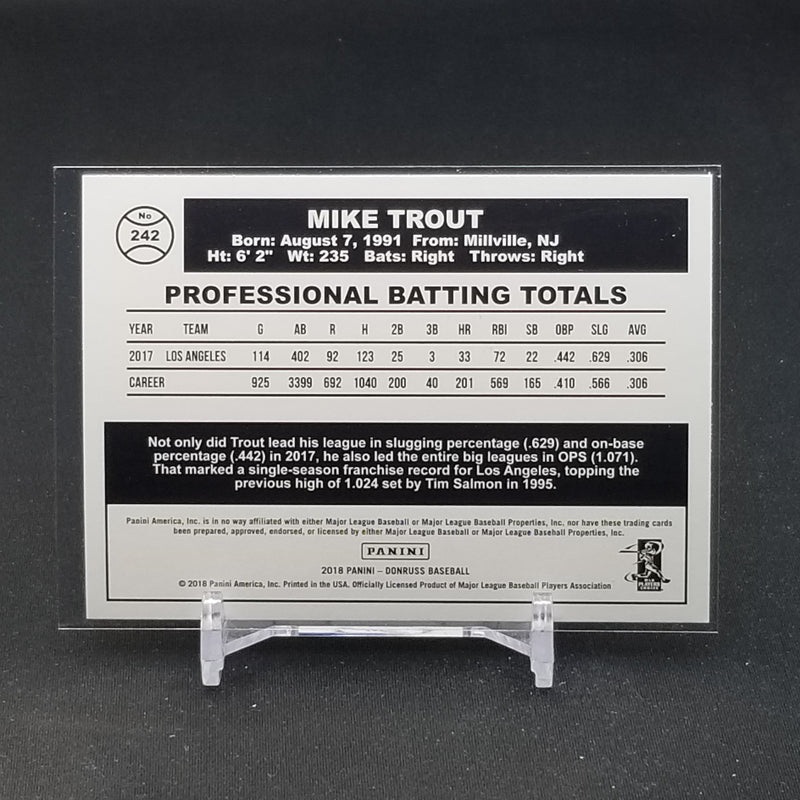 No
242
MIKE TROUT
Born: August 7, 1991 From: Millville, NJ
Ht: 6' 2" Wt: 235 Bats: Right Throws: Right
PROFESSIONAL BATTING TOTALS
YEAR TEAM G AB R H 2B 3B HR RBI SB OBP SLG AVG
2017 LOS ANGELES 114 402 92 123 25 3 33 72 22 .442 .629 .306
CAREER 925 3399 692 1040 200 40 201 569 165 .410 .566 .306
Not only did Trout lead his league in slugging percentage (.629) and on-base
percentage (.442) in 2017, he also led the entire big leagues in OPS (1.071).
That marked a single-season franchise record for Los Angeles, topping the
previous high of 1.024 set by Tim Salmon in 1995.
Panini America, Inc. is in no way affiliated with either Major League Baseball or Major League Baseball Properties, Inc. nor have these trading cards
been prepared, approved, endorsed, or licensed by either Major League Baseball or Major League Baseball Properties, Inc.
PANINI
2018 PANINI – DONRUSS BASEBALL
© 2018 Panini America, Inc. Printed in the USA. Officially Licensed Product of Major League Baseball Players Association
MLB
PLAYERS
CHOICE